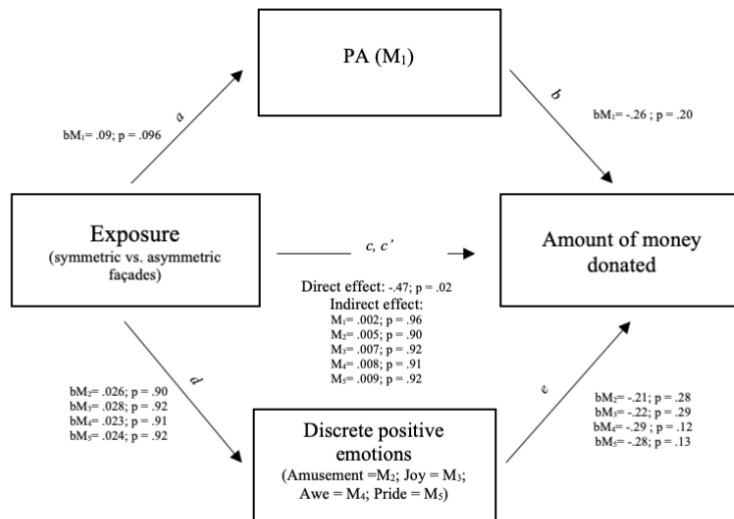 PA (M₁)
a
bM₁= .09; p = .096
b
bM₁= -.26 ; p = .20
Exposure
(symmetric vs. asymmetric
façades)
c, c’
Direct effect: -.47; p = .02
Indirect effect:
M₁= .002; p = .96
M₂= .005; p = .90
M₃= .007; p = .92
M₄= .008; p = .91
M₅= .009; p = .92
Amount of money
donated
d
bM₂= .026; p = .90
bM₃= .028; p = .92
bM₄= .023; p = .91
bM₅= .024; p = .92
Discrete positive
emotions
(Amusement =M₂; Joy = M₃;
Awe = M₄; Pride = M₅)
e
bM₂= -.21; p = .28
bM₃= -.22; p = .29
bM₄= -.29 ; p = .12
bM₅= -.28; p = .13